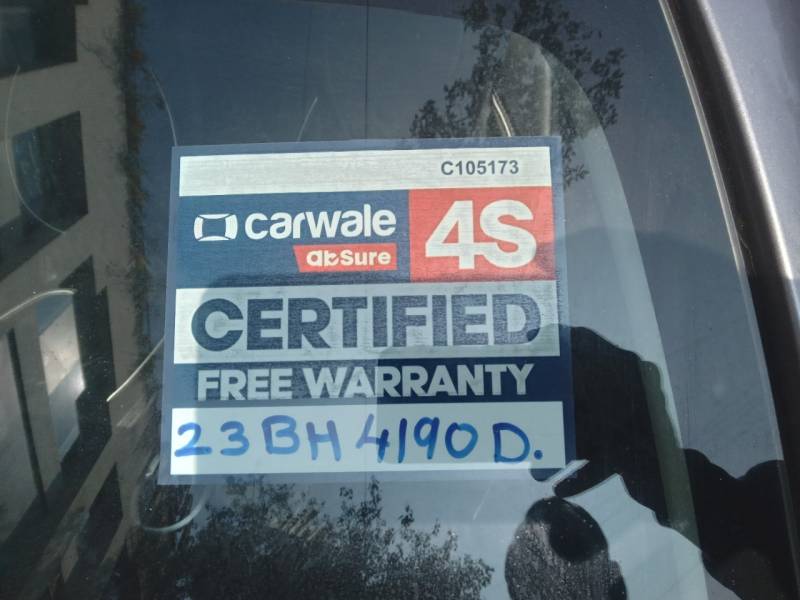 C105173
carwale
abSure
4S
CERTIFIED
FREE WARRANTY
23BH4190D.